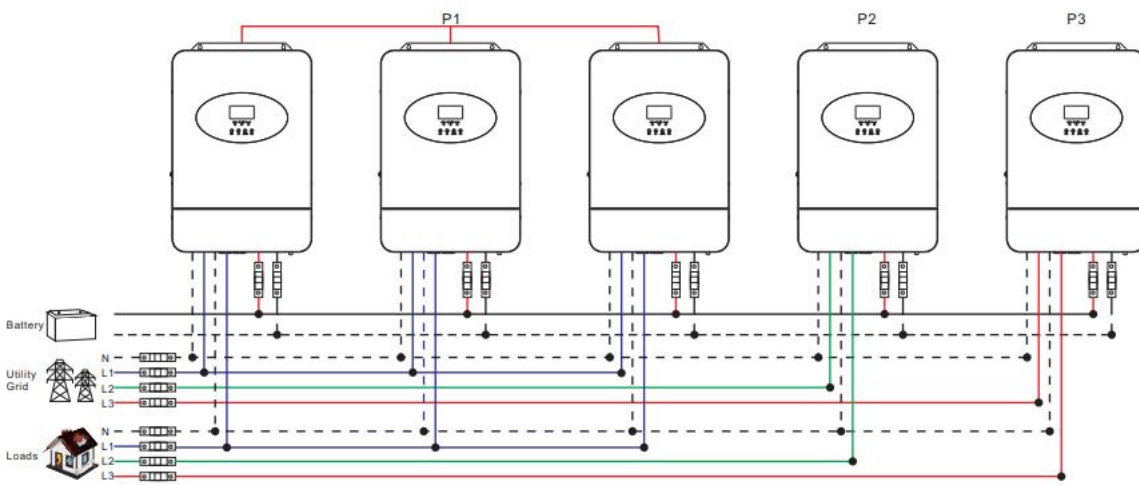 P1
P2
P3
Battery
Utility
Grid
N
L1
L2
L3
Loads
N
L1
L2
L3